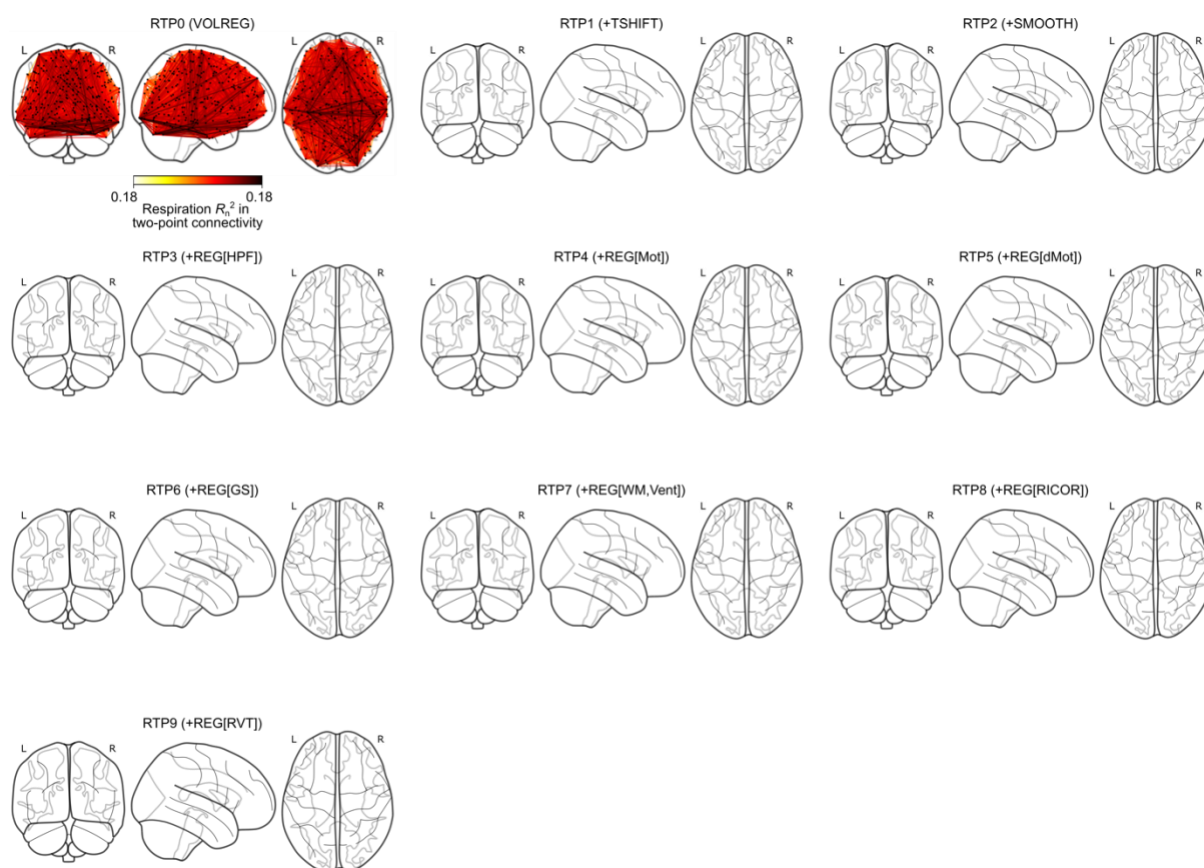 RTP0 (VOLREG)
L R
0.18 0.18
Respiration Rn² in
two-point connectivity
RTP1 (+TSHIFT)
L R
RTP2 (+SMOOTH)
L R
RTP3 (+REG[HPF])
L R
RTP4 (+REG[Mot])
L R
RTP5 (+REG[dMot])
L R
RTP6 (+REG[GS])
L R
RTP7 (+REG[WM,Vent])
L R
RTP8 (+REG[RICOR])
L R
RTP9 (+REG[RVT])
L R